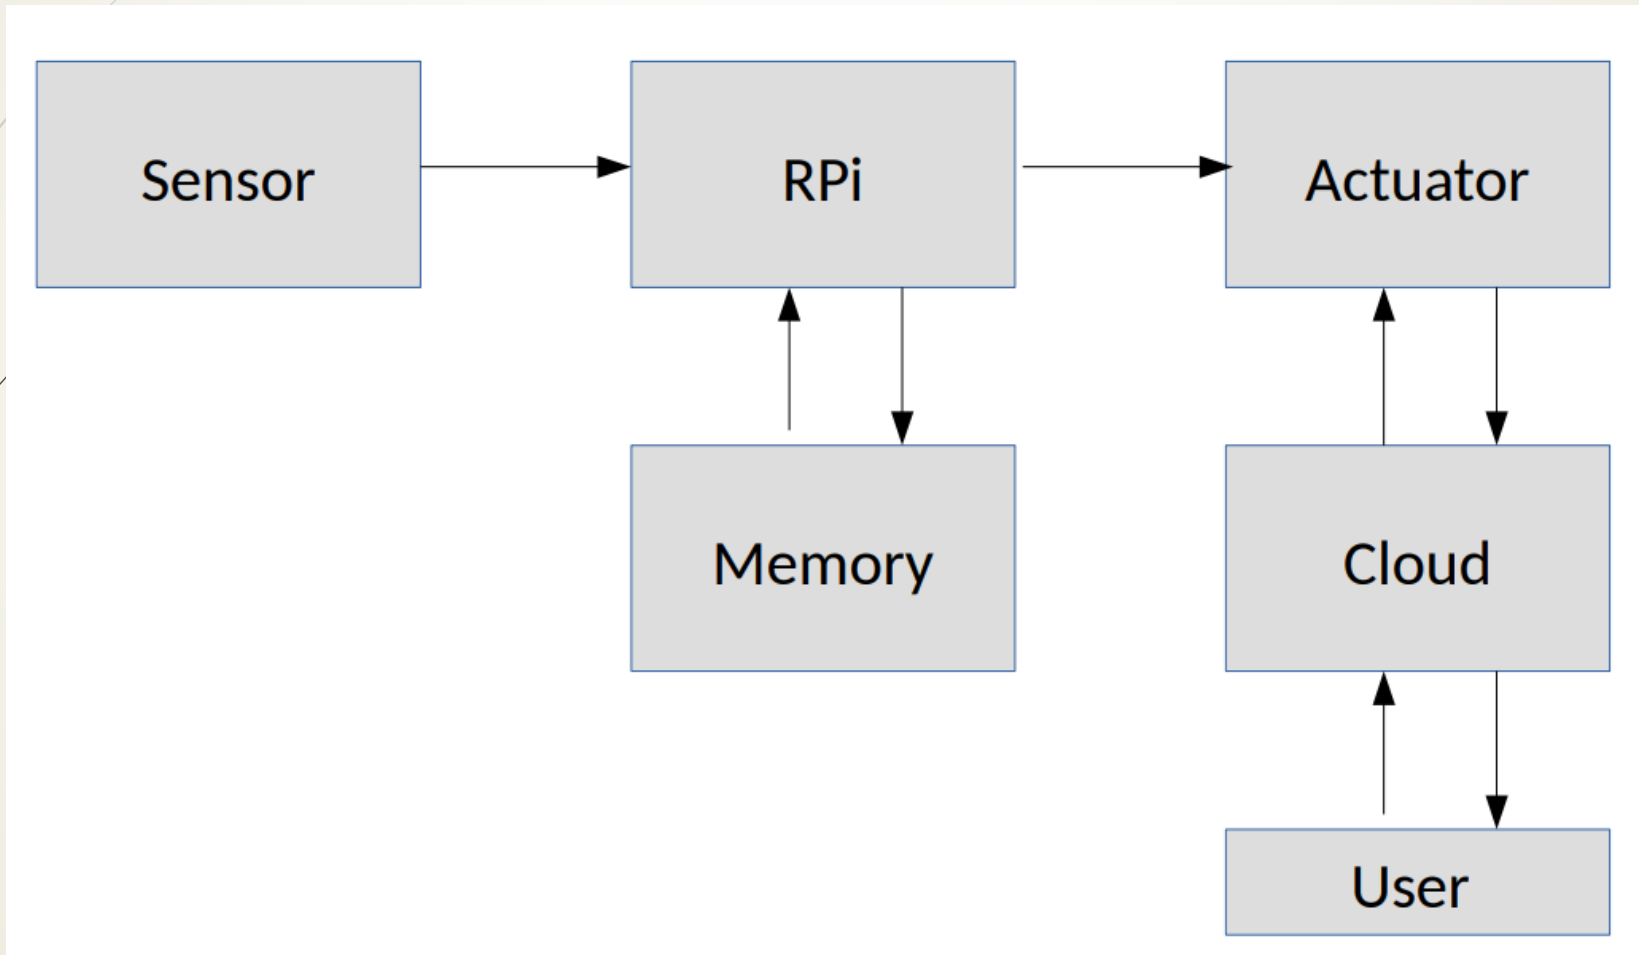 Sensor
RPi
Actuator
Memory
Cloud
User